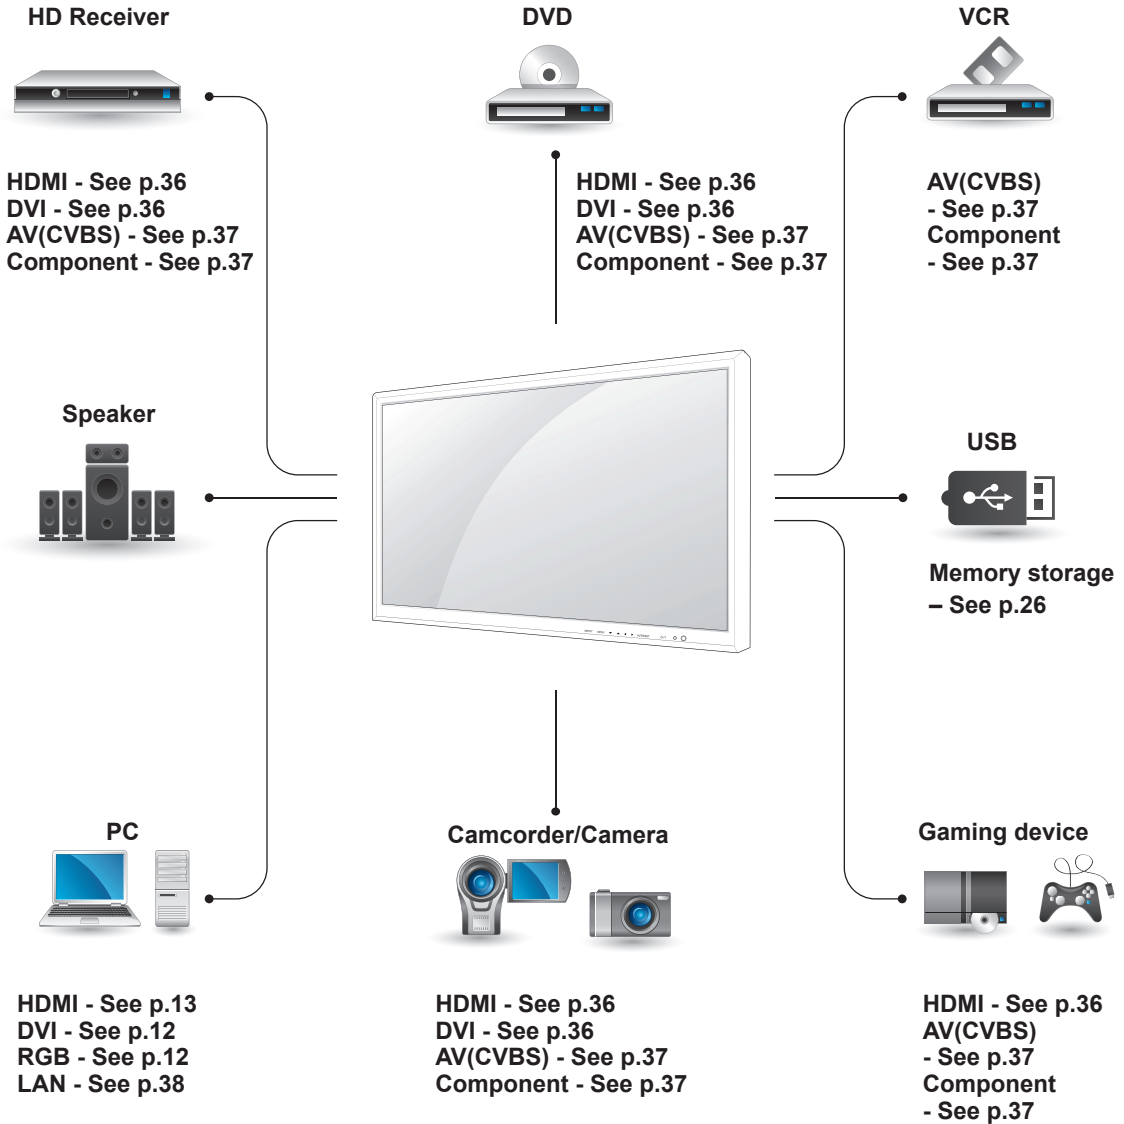 HD Receiver
HDMI - See p.36
DVI - See p.36
AV(CVBS) - See p.37
Component - See p.37
DVD
HDMI - See p.36
DVI - See p.36
AV(CVBS) - See p.37
Component - See p.37
VCR
AV(CVBS)
- See p.37
Component
- See p.37
Speaker
USB
Memory storage
– See p.26
PC
HDMI - See p.13
DVI - See p.12
RGB - See p.12
LAN - See p.38
Camcorder/Camera
HDMI - See p.36
DVI - See p.36
AV(CVBS) - See p.37
Component - See p.37
Gaming device
HDMI - See p.36
AV(CVBS)
- See p.37
Component
- See p.37